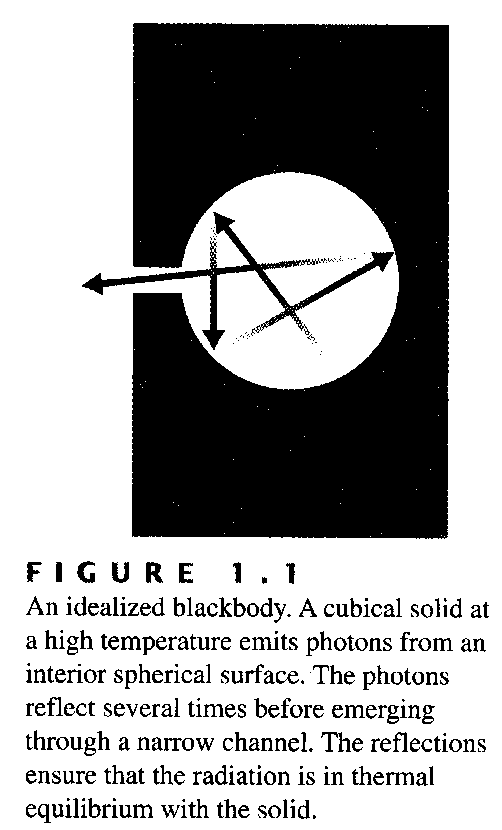 FIGURE 1.1
An idealized blackbody. A cubical solid at
a high temperature emits photons from an
interior spherical surface. The photons
reflect several times before emerging
through a narrow channel. The reflections
ensure that the radiation is in thermal
equilibrium with the solid.